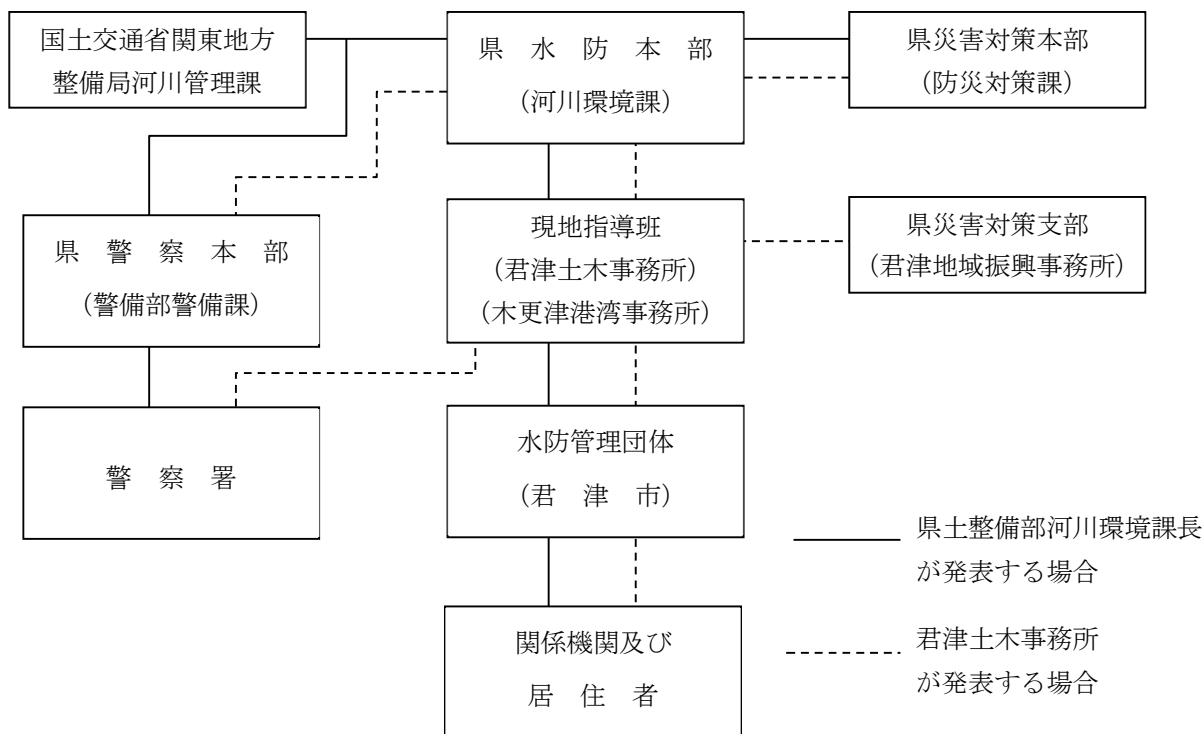 国土交通省関東地方
整備局河川管理課
県　水　防　本　部
（河川環境課）
県災害対策本部
（防災対策課）
県　警　察　本　部
（警備部警備課）
現地指導班
（君津土木事務所）
（木更津港湾事務所）
県災害対策支部
（君津地域振興事務所）
警　察　署
水防管理団体
（君　津　市）
関係機関及び
居　住　者
県土整備部河川環境課長
が発表する場合
君津土木事務所
が発表する場合